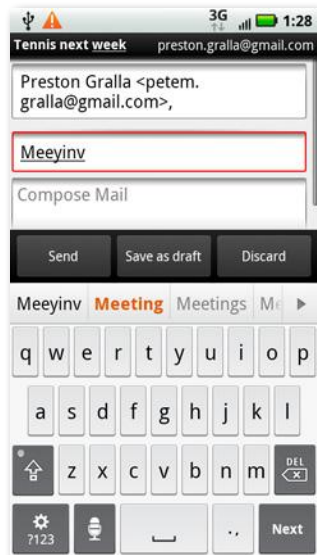 3G 1:28
Tennis next week preston.gralla@gmail.com
Preston Gralla <petem.
gralla@gmail.com>,
Meeyinv
Compose Mail
Send Save as draft Discard
Meeyinv Meeting Meetings Me
q w e r t y u i o p
a s d f g h j k l
z x c v b n m DEL
?123 ., Next